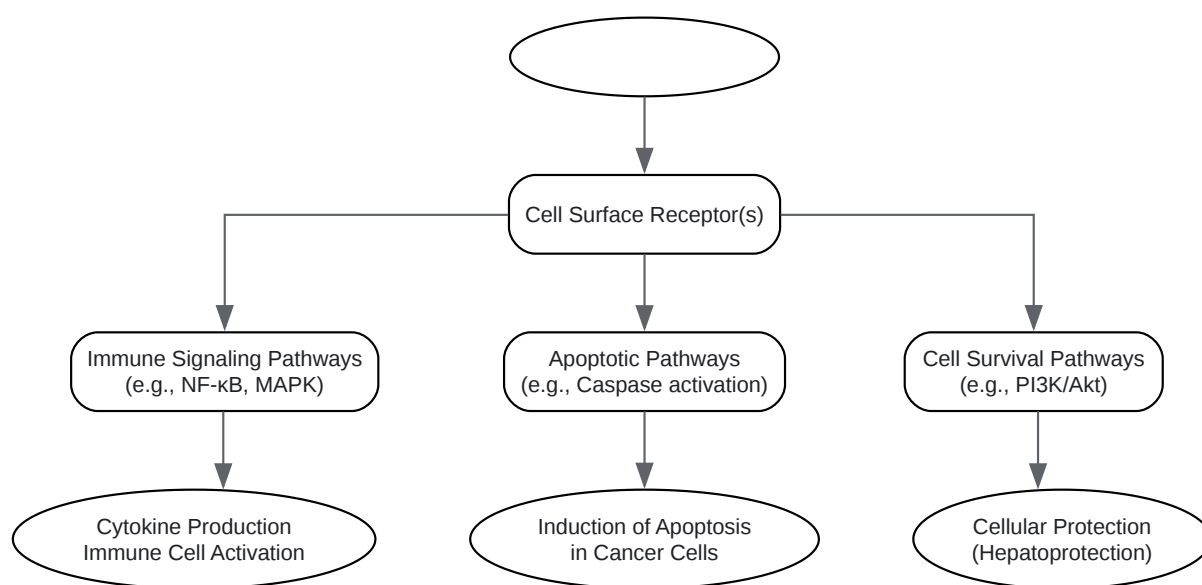 Cell Surface Receptor(s)
Immune Signaling Pathways
(e.g., NF-κB, MAPK)
Apoptotic Pathways
(e.g., Caspase activation)
Cell Survival Pathways
(e.g., PI3K/Akt)
Cytokine Production
Immune Cell Activation
Induction of Apoptosis
in Cancer Cells
Cellular Protection
(Hepatoprotection)